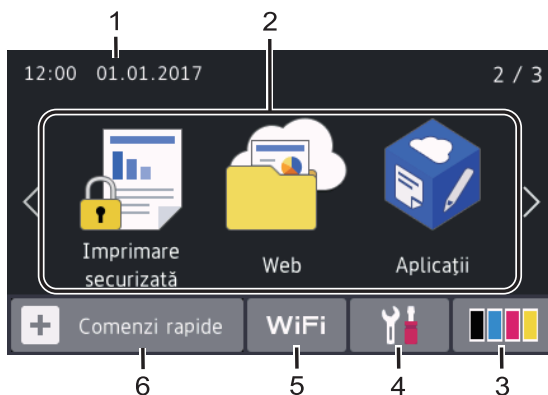 1
2
12:00 01.01.2017 2 / 3
Imprimare
securizată
Web
Aplicații
Comenzi rapide
WiFi
6
5
4
3